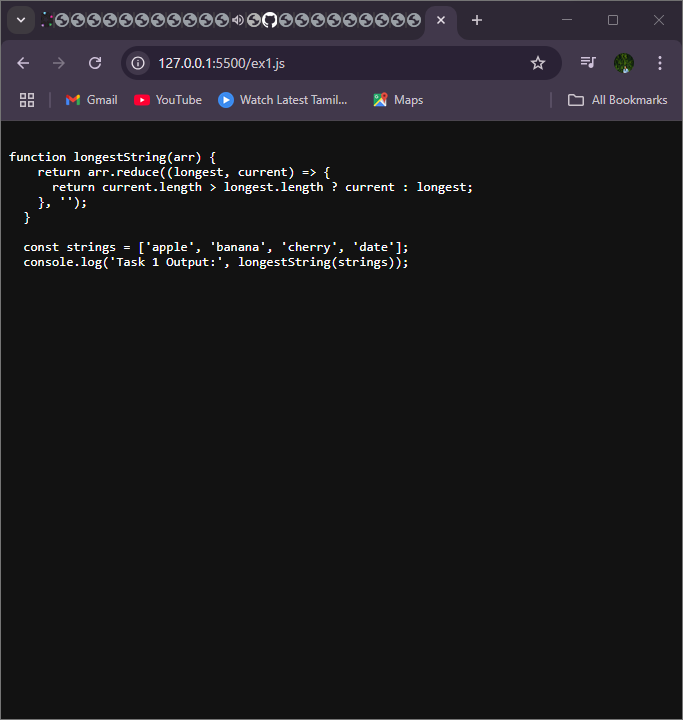 127.0.0.1:5500/ex1.js
Gmail
YouTube
Watch Latest Tamil...
Maps
All Bookmarks
function longestString(arr) {
    return arr.reduce((longest, current) => {
      return current.length > longest.length ? current : longest;
    }, '');
  }
  const strings = ['apple', 'banana', 'cherry', 'date'];
  console.log('Task 1 Output:', longestString(strings));